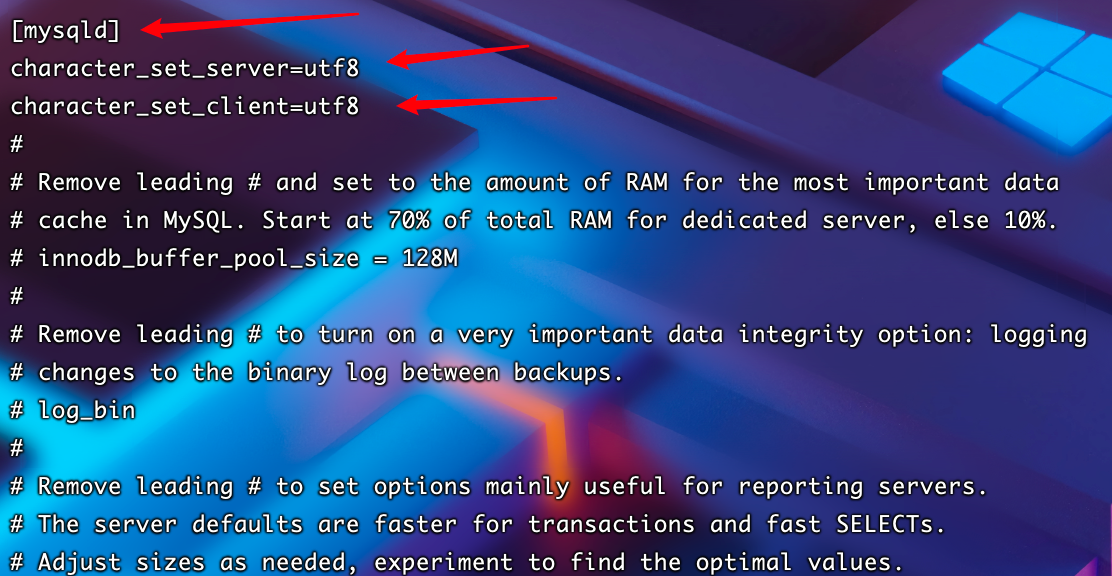 [mysqld]
character_set_server=utf8
character_set_client=utf8
#
# Remove leading # and set to the amount of RAM for the most important data
# cache in MySQL. Start at 70% of total RAM for dedicated server, else 10%.
# innodb_buffer_pool_size = 128M
#
# Remove leading # to turn on a very important data integrity option: logging
# changes to the binary log between backups.
# log_bin
#
# Remove leading # to set options mainly useful for reporting servers.
# The server defaults are faster for transactions and fast SELECTs.
# Adjust sizes as needed, experiment to find the optimal values.